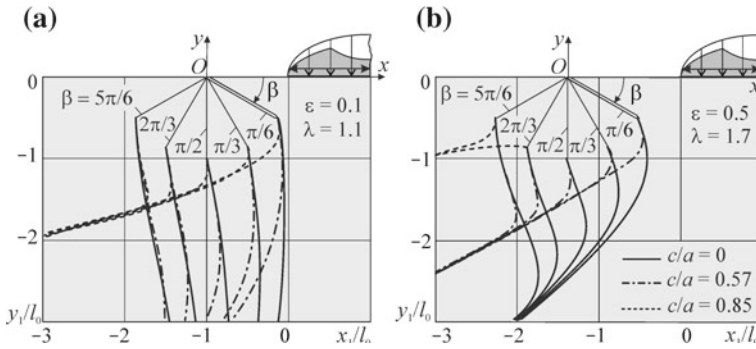 (a)
y
O
x
0
β
β = 5π/6
2π/3
π/2
π/3
π/6
ε = 0.1
λ = 1.1
-1
-2
y₁/l₀
-3
-2
-1
0
x₁/l₀
(b)
y
O
x
0
β
β = 5π/6
2π/3
π/2
π/3
π/6
ε = 0.5
λ = 1.7
-1
-2
c/a = 0
c/a = 0.57
c/a = 0.85
y₁/l₀
-3
-2
-1
0
x₁/l₀